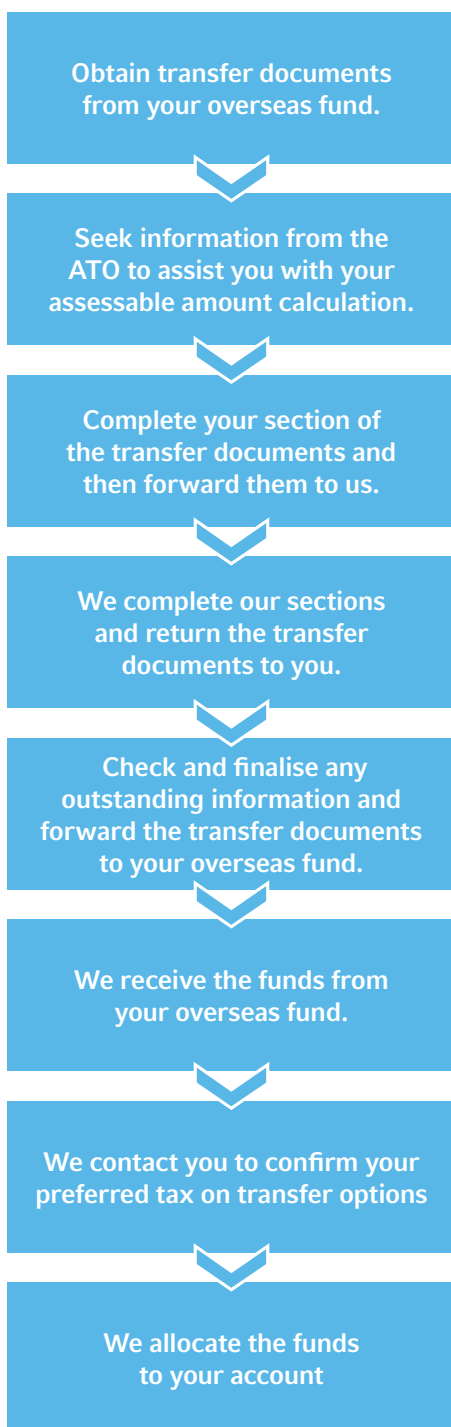 Obtain transfer documents
from your overseas fund.
Seek information from the
ATO to assist you with your
assessable amount calculation.
Complete your section of
the transfer documents and
then forward them to us.
We complete our sections
and return the transfer
documents to you.
Check and finalise any
outstanding information and
forward the transfer documents
to your overseas fund.
We receive the funds from
your overseas fund.
We contact you to confirm your
preferred tax on transfer options
We allocate the funds
to your account